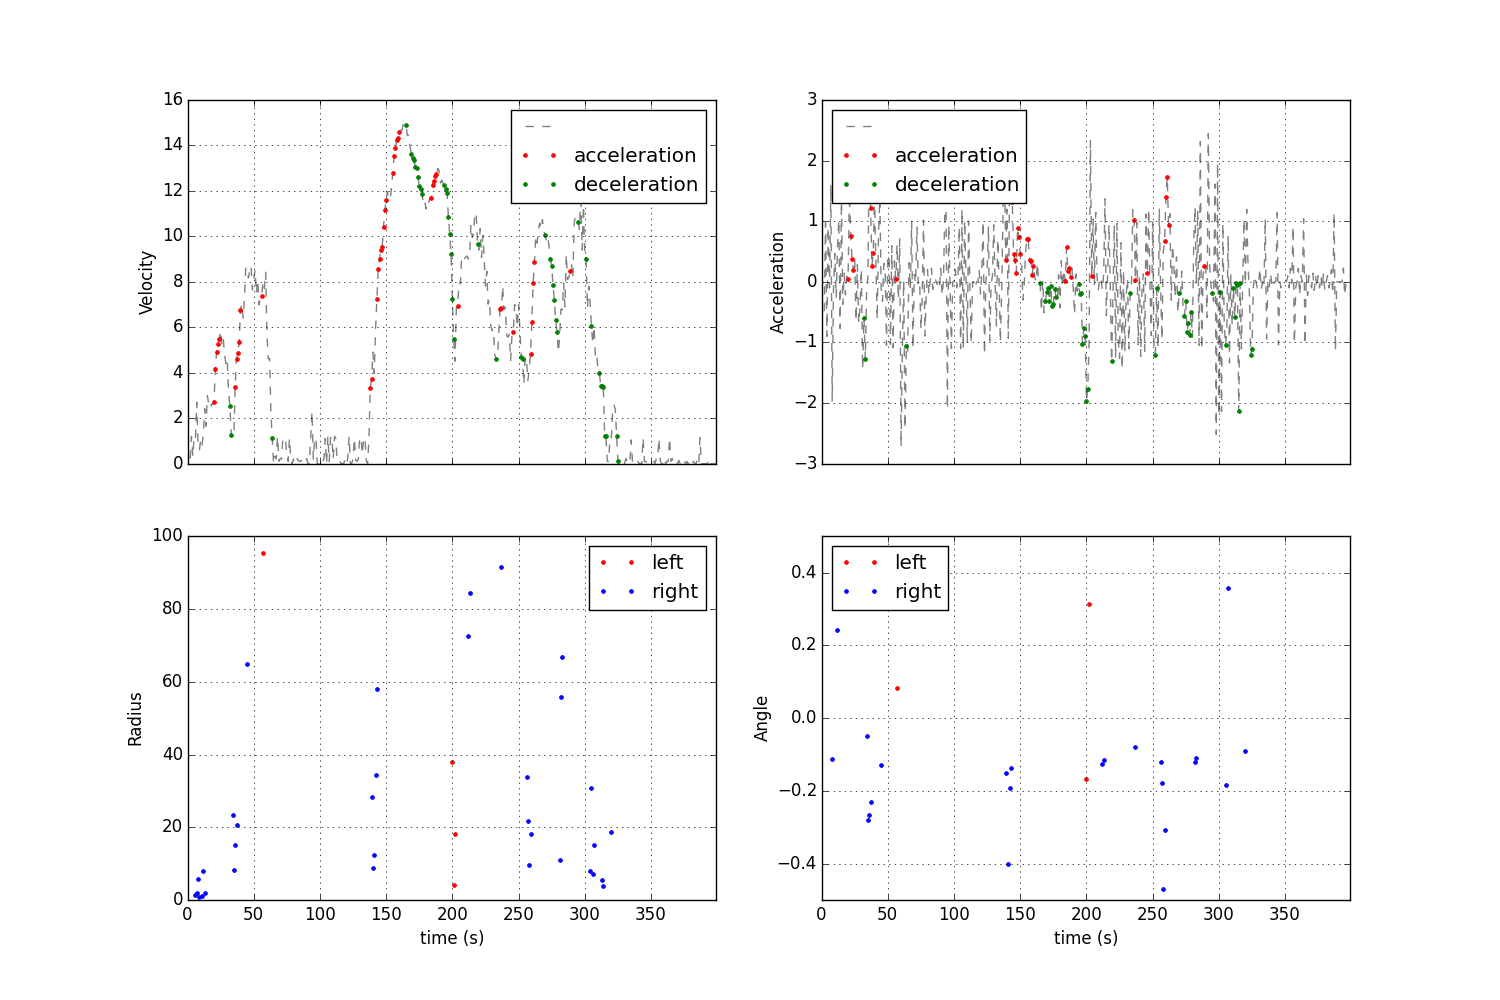 16
14
12
10
8
6
4
2
0
Velocity
acceleration
deceleration
3
2
1
0
−1
−2
−3
Acceleration
acceleration
deceleration
100
80
60
40
20
0
Radius
left
right
0 50 100 150 200 250 300 350
time (s)
0.4
0.2
0.0
−0.2
−0.4
Angle
left
right
0 50 100 150 200 250 300 350
time (s)